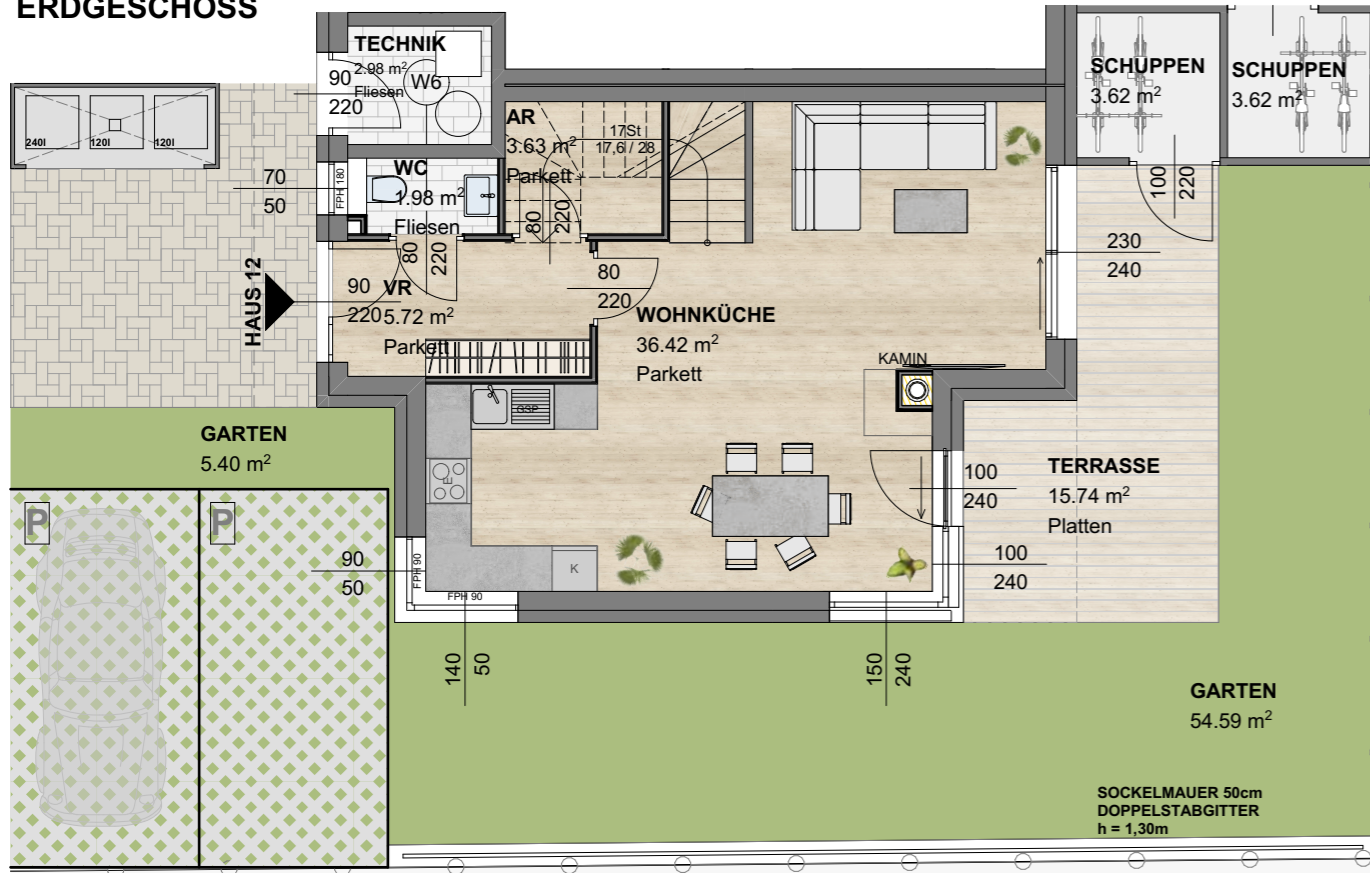 ERDGESCHOSS
TECHNIK
2.98 m²
Fliesen
W6
90
220
SCHUPPEN
3.62 m²
SCHUPPEN
3.62 m²
240l
120l
120l
AR
3.63 m²
Parkett
17St
17,6 / 28
WC
1.98 m²
Fliesen
FPH 180
70
50
80
220
80
220
100
220
230
240
HAUS 12
90
220
VR
5.72 m²
Parkett
80
220
WOHNKÜCHE
36.42 m²
Parkett
KAMIN
GSP
E
K
GARTEN
5.40 m²
P
P
90
50
FPH 90
FPH 90
100
240
100
240
TERRASSE
15.74 m²
Platten
140
50
150
240
GARTEN
54.59 m²
SOCKELMAUER 50cm
DOPPELSTABGITTER
h = 1,30m